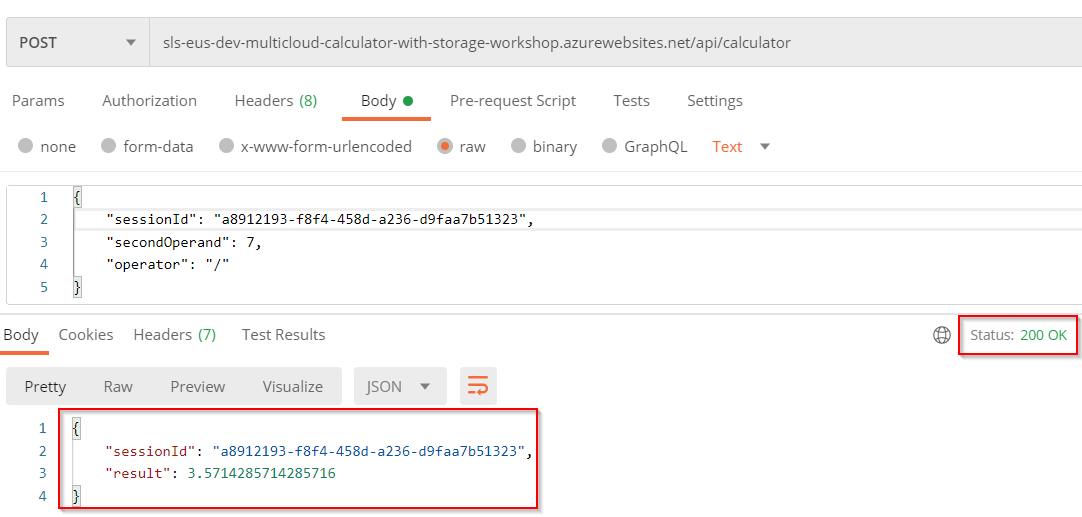 POST sls-eus-dev-multicloud-calculator-with-storage-workshop.azurewebsites.net/api/calculator
Params Authorization Headers (8) Body Pre-request Script Tests Settings
none form-data x-www-form-urlencoded raw binary GraphQL Text
1 {
2 "sessionId": "a8912193-f8f4-458d-a236-d9faa7b51323",
3 "secondOperand": 7,
4 "operator": "/"
5 }
Body Cookies Headers (7) Test Results Status: 200 OK
Pretty Raw Preview Visualize JSON
1 {
2 "sessionId": "a8912193-f8f4-458d-a236-d9faa7b51323",
3 "result": 3.5714285714285716
4 }